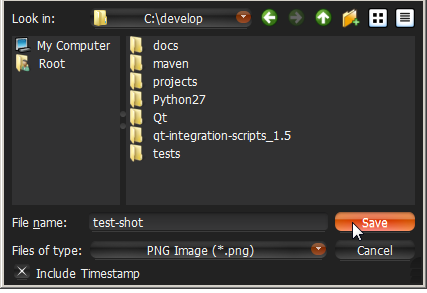 Look in: C:\develop
My Computer
Root
docs
maven
projects
Python27
Qt
qt-integration-scripts_1.5
tests
File name: test-shot Save
Files of type: PNG Image (*.png) Cancel
Include Timestamp